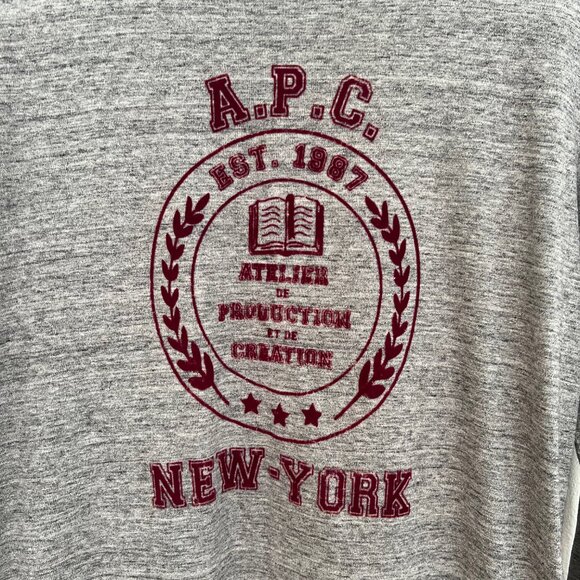 A.P.C.
EST. 1987
ATELIER
DE
PRODUCTION
ET DE
CREATION
NEW-YORK